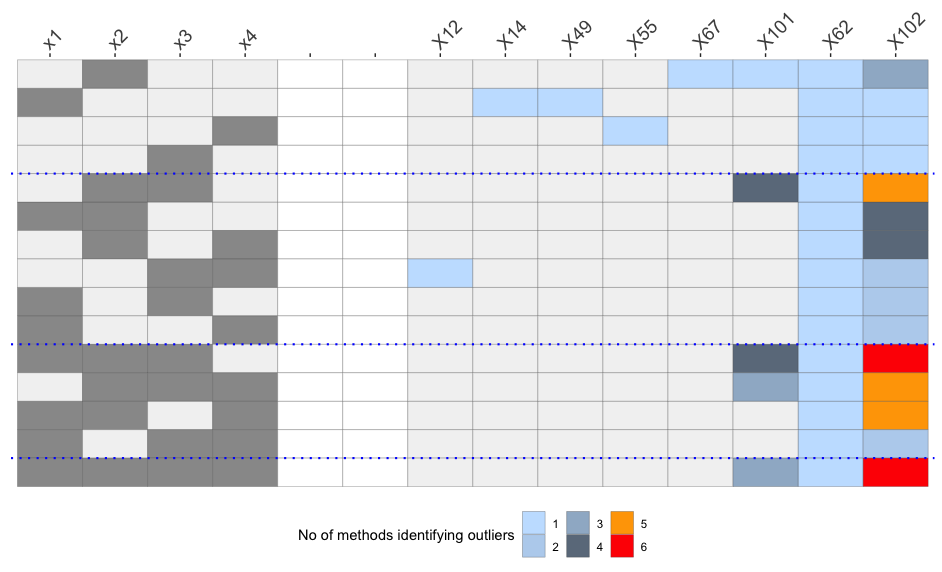 x1 x2 x3 x4 - - X12 X14 X49 X55 X67 X101 X62 X102
No of methods identifying outliers 1 3 5
2 4 6